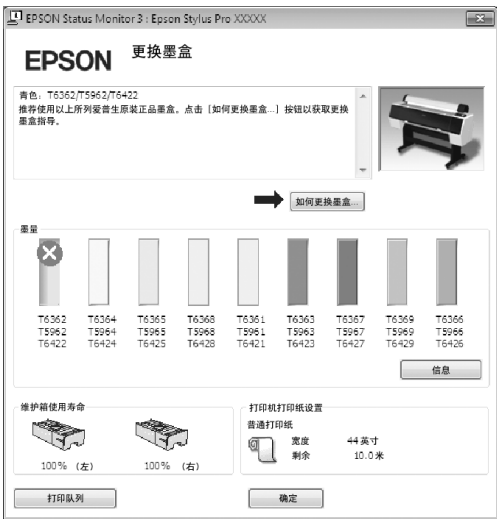 EPSON Status Monitor 3 : Epson Stylus Pro XXXXX
EPSON
更换墨盒
青色: T6362/T5962/T6422
推荐使用以上所列爱普生原装正品墨盒。点击 [如何更换墨盒...] 按钮以获取更换
墨盒指导。
如何更换墨盒...
墨量
T6362 T6364 T6365 T6368 T6361 T6363 T6367 T6369 T6366
T5962 T5964 T5965 T5968 T5961 T5963 T5967 T5969 T5966
T6422 T6424 T6425 T6428 T6421 T6423 T6427 T6429 T6426
信息
维护箱使用寿命
100% (左) 100% (右)
打印机打印纸设置
普通打印纸
宽度 44英寸
剩余 10.0米
打印队列
确定